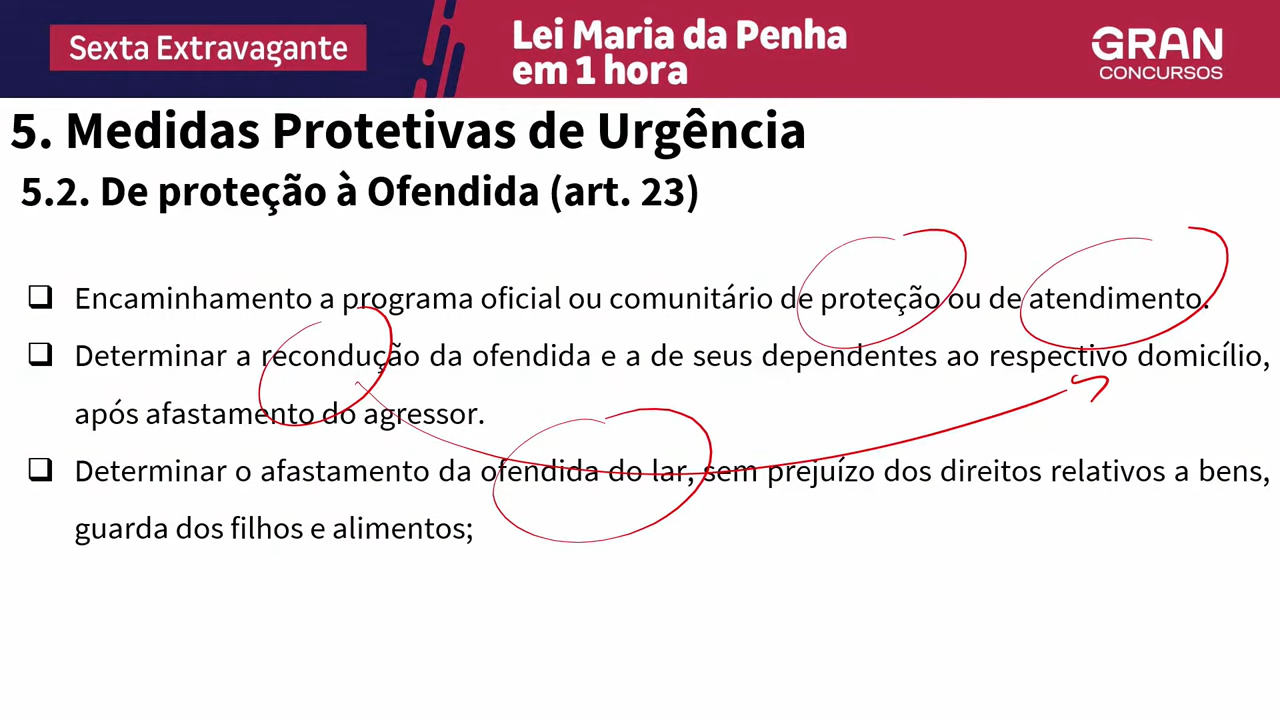 Sexta Extravagante
Lei Maria da Penha
em 1 hora
GRAN
CONCURSOS
5. Medidas Protetivas de Urgência
5.2. De proteção à Ofendida (art. 23)
❑ Encaminhamento a programa oficial ou comunitário de proteção ou de atendimento.
❑ Determinar a recondução da ofendida e a de seus dependentes ao respectivo domicílio,
após afastamento do agressor.
❑ Determinar o afastamento da ofendida do lar, sem prejuízo dos direitos relativos a bens,
guarda dos filhos e alimentos;